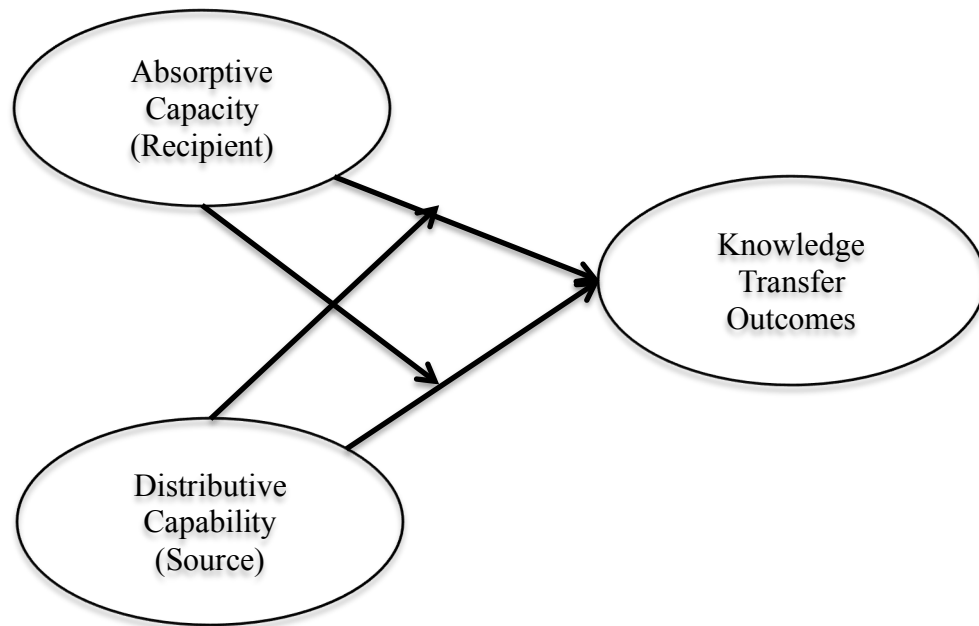 Absorptive
Capacity
(Recipient)
Knowledge
Transfer
Outcomes
Distributive
Capability
(Source)